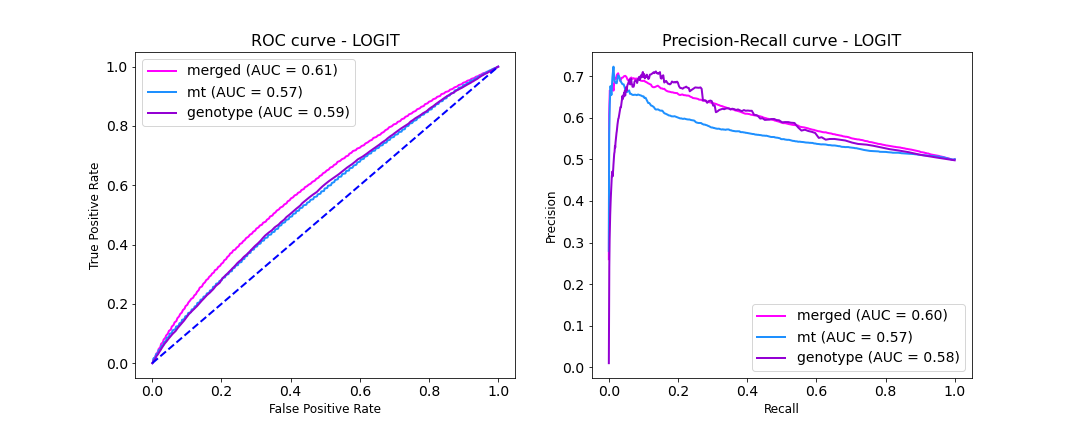 ROC curve - LOGIT
1.0
0.8
0.6
0.4
0.2
0.0
True Positive Rate
merged (AUC = 0.61)
mt (AUC = 0.57)
genotype (AUC = 0.59)
0.0 0.2 0.4 0.6 0.8 1.0
False Positive Rate
Precision-Recall curve - LOGIT
0.7
0.6
0.5
0.4
0.3
0.2
0.1
0.0
Precision
merged (AUC = 0.60)
mt (AUC = 0.57)
genotype (AUC = 0.58)
0.0 0.2 0.4 0.6 0.8 1.0
Recall